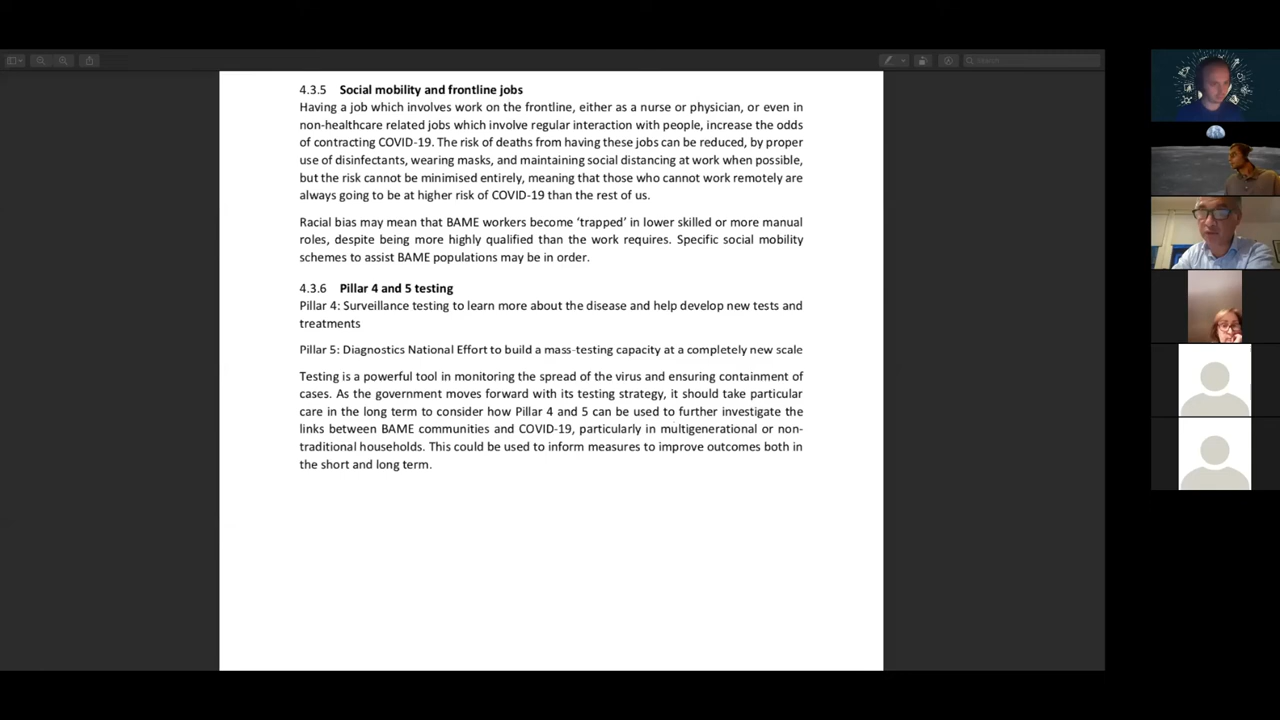 Search
4.3.5 Social mobility and frontline jobs
Having a job which involves work on the frontline, either as a nurse or physician, or even in
non-healthcare related jobs which involve regular interaction with people, increase the odds
of contracting COVID-19. The risk of deaths from having these jobs can be reduced, by proper
use of disinfectants, wearing masks, and maintaining social distancing at work when possible,
but the risk cannot be minimised entirely, meaning that those who cannot work remotely are
always going to be at higher risk of COVID-19 than the rest of us.
Racial bias may mean that BAME workers become ‘trapped’ in lower skilled or more manual
roles, despite being more highly qualified than the work requires. Specific social mobility
schemes to assist BAME populations may be in order.
4.3.6 Pillar 4 and 5 testing
Pillar 4: Surveillance testing to learn more about the disease and help develop new tests and
treatments
Pillar 5: Diagnostics National Effort to build a mass-testing capacity at a completely new scale
Testing is a powerful tool in monitoring the spread of the virus and ensuring containment of
cases. As the government moves forward with its testing strategy, it should take particular
care in the long term to consider how Pillar 4 and 5 can be used to further investigate the
links between BAME communities and COVID-19, particularly in multigenerational or non-
traditional households. This could be used to inform measures to improve outcomes both in
the short and long term.